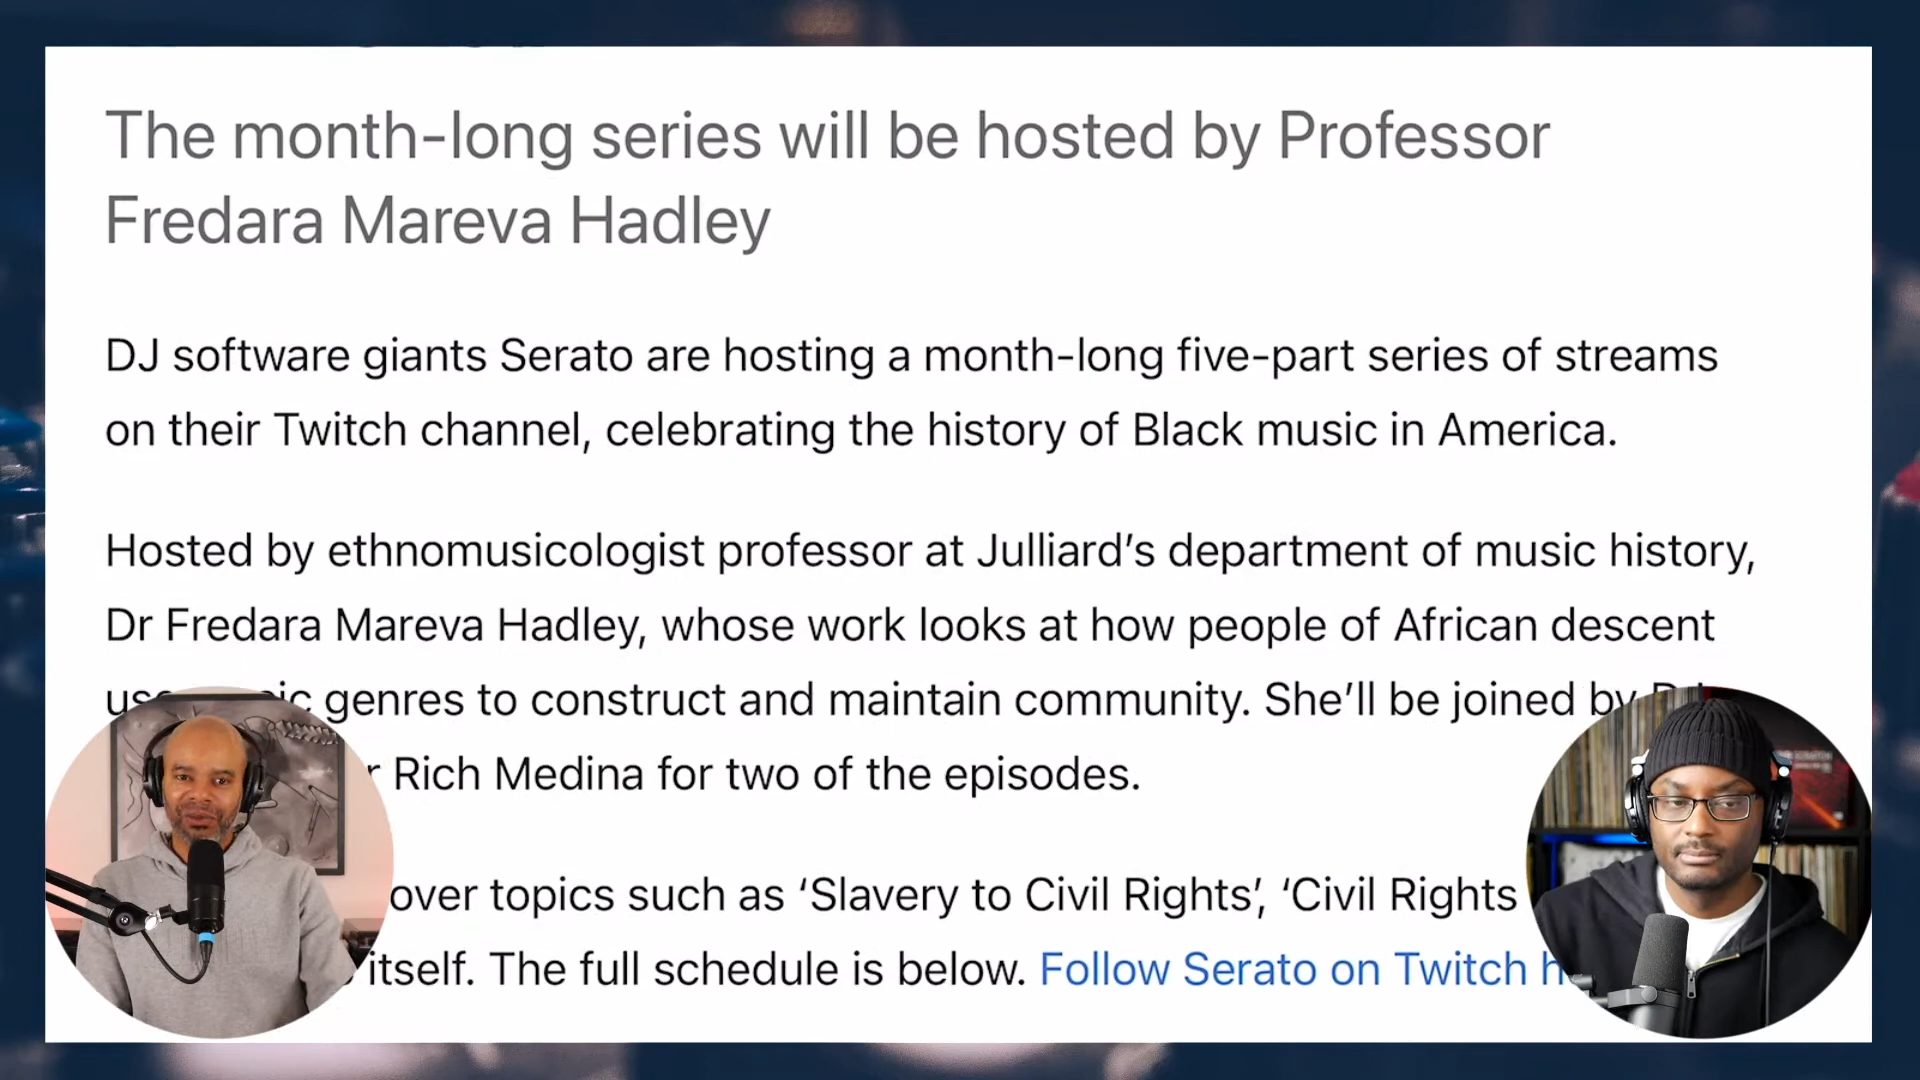 The month-long series will be hosted by Professor
Fredara Mareva Hadley
DJ software giants Serato are hosting a month-long five-part series of streams
on their Twitch channel, celebrating the history of Black music in America.
Hosted by ethnomusicologist professor at Julliard’s department of music history,
Dr Fredara Mareva Hadley, whose work looks at how people of African descent
genres to construct and maintain community. She’ll be joined by
Rich Medina for two of the episodes.
over topics such as ‘Slavery to Civil Rights’, ‘Civil Rights
itself. The full schedule is below. Follow Serato on Twitch